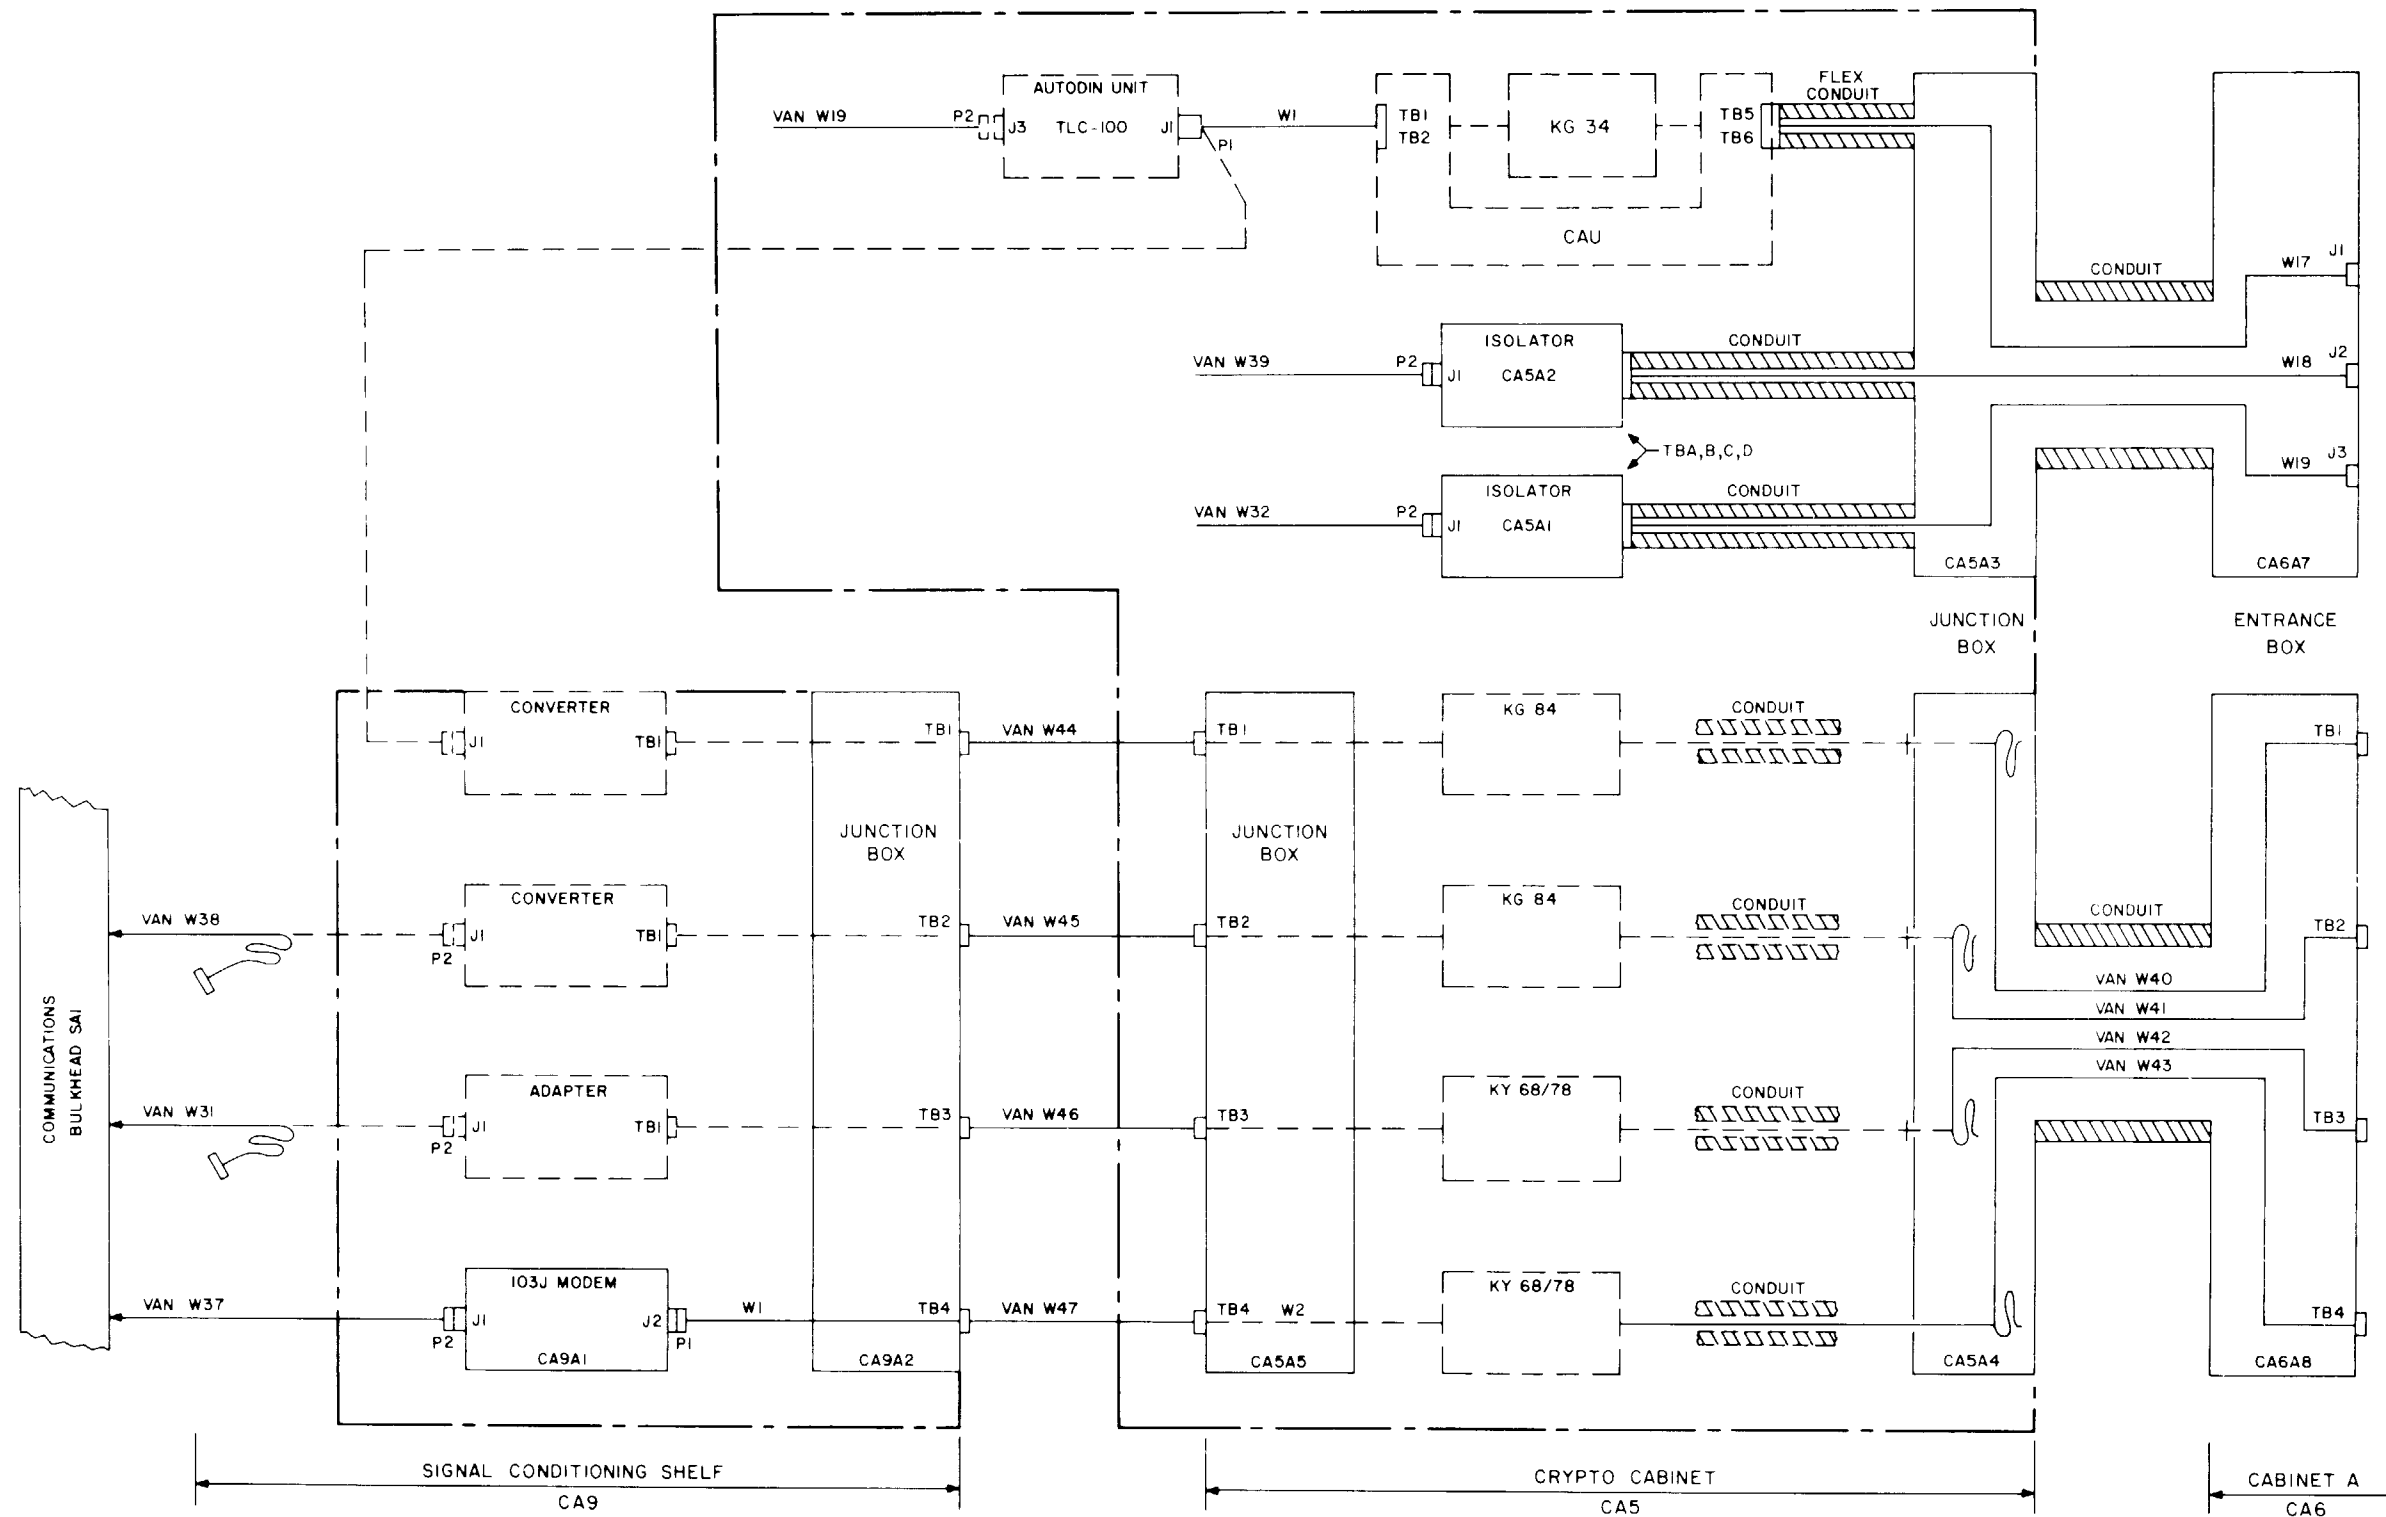 AUTODIN UNIT
VAN W19
P2
J3
TLC-100
J1
P1
W1
TB1
TB2
KG 34
TB5
TB6
CAU
FLEX
CONDUIT
CONDUIT
W17
J1
VAN W39
P2
J1
ISOLATOR
CA5A2
CONDUIT
W18
J2
TBA,B,C,D
VAN W32
P2
J1
ISOLATOR
CA5A1
CONDUIT
W19
J3
CA5A3
CA6A7
JUNCTION
BOX
ENTRANCE
BOX
CONVERTER
J1
TB1
TB1
VAN W44
TB1
KG 84
CONDUIT
TB1
JUNCTION
BOX
JUNCTION
BOX
VAN W38
P2
J1
CONVERTER
TB1
TB2
VAN W45
TB2
KG 84
CONDUIT
CONDUIT
TB2
VAN W40
VAN W41
VAN W42
VAN W43
COMMUNICATIONS
BULKHEAD SA1
VAN W31
P2
J1
ADAPTER
TB1
TB3
VAN W46
TB3
KY 68/78
CONDUIT
TB3
VAN W37
P2
J1
103J MODEM
CA9A1
J2
P1
W1
TB4
CA9A2
VAN W47
TB4
W2
CA5A5
KY 68/78
CONDUIT
CA5A4
TB4
CA6A8
SIGNAL CONDITIONING SHELF
CA9
CRYPTO CABINET
CA5
CABINET A
CA6